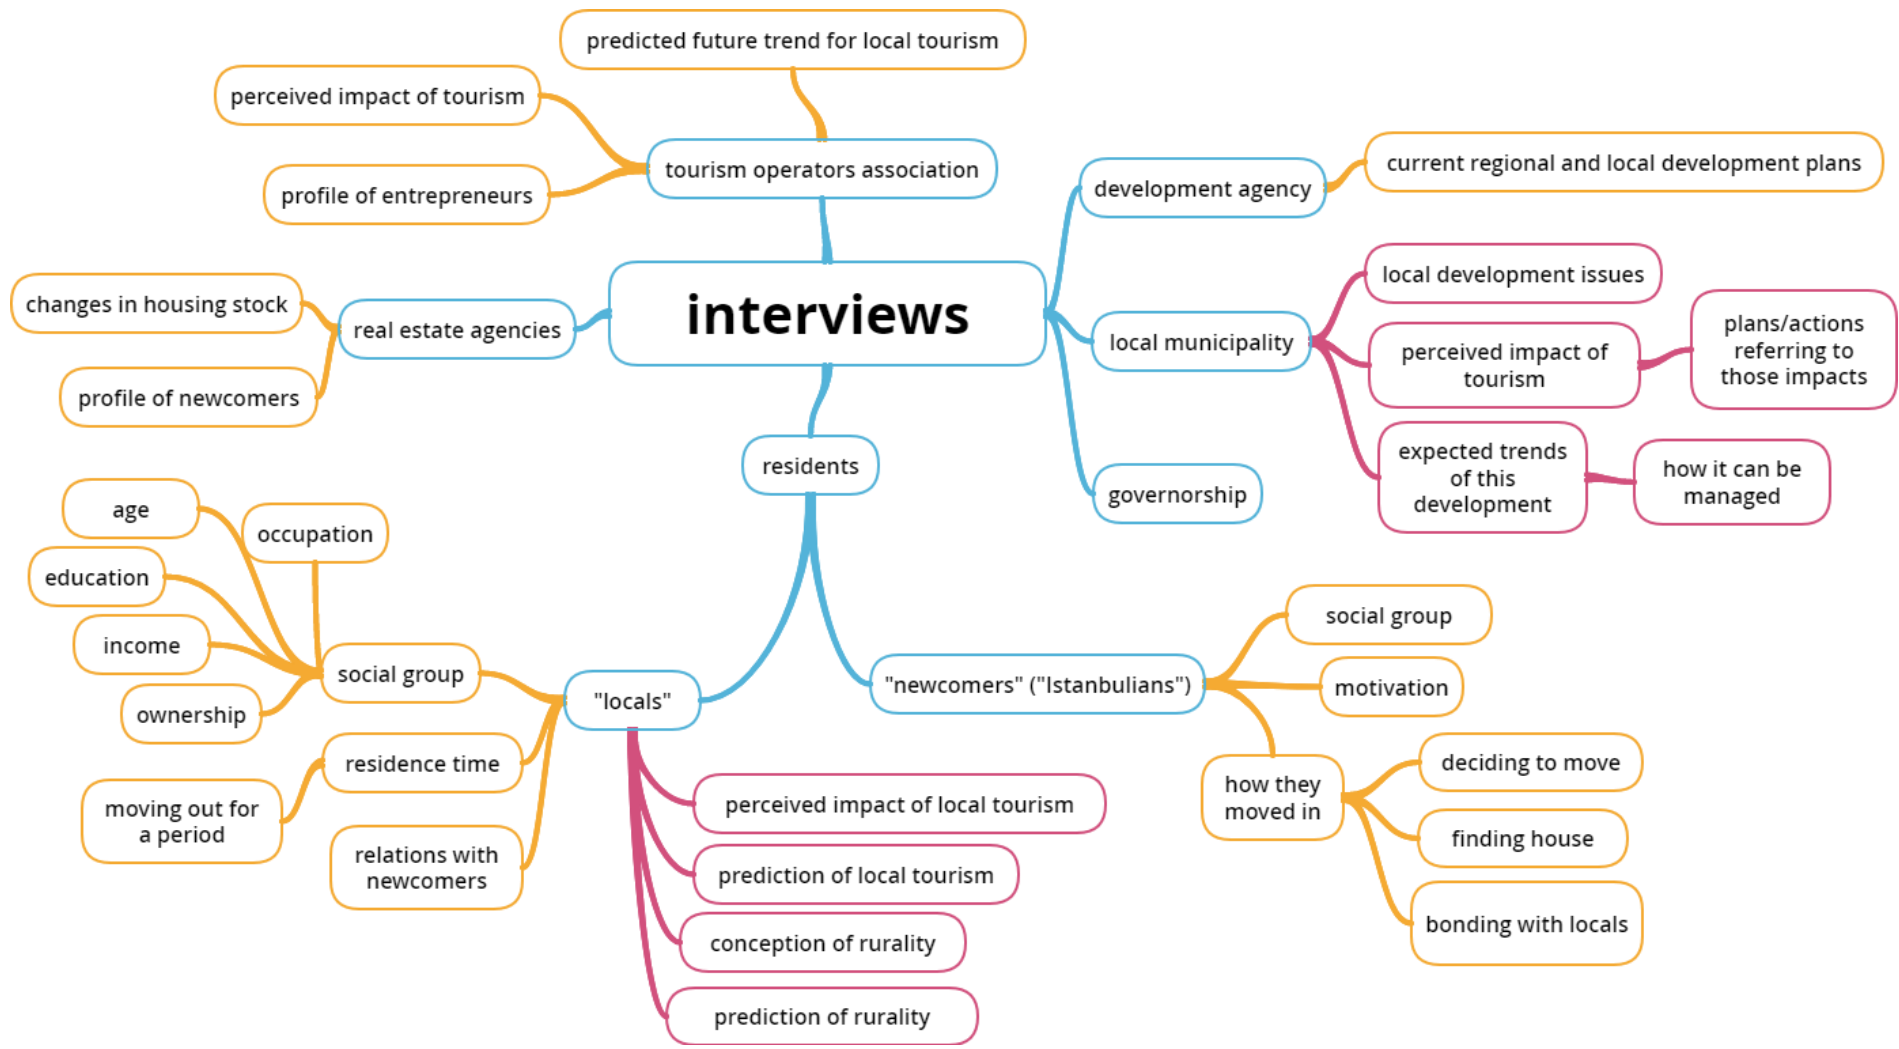 predicted future trend for local tourism
perceived impact of tourism
profile of entrepreneurs
tourism operators association
development agency
current regional and local development plans
interviews
changes in housing stock
real estate agencies
profile of newcomers
local municipality
local development issues
perceived impact of
tourism
plans/actions
referring to
those impacts
expected trends
of this
development
how it can be
managed
governorship
residents
age
occupation
education
income
ownership
social group
"locals"
residence time
moving out for
a period
relations with
newcomers
perceived impact of local tourism
prediction of local tourism
conception of rurality
prediction of rurality
"newcomers" ("Istanbulians")
social group
motivation
how they
moved in
deciding to move
finding house
bonding with locals